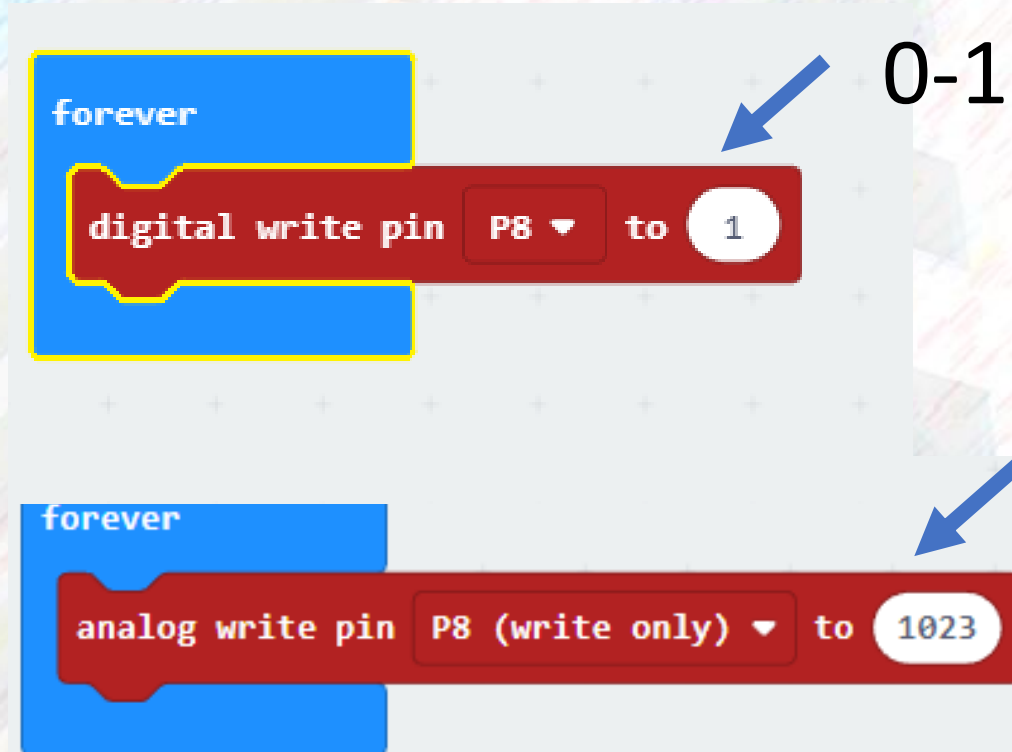 0-1
forever
digital write pin P8 to 1
forever
analog write pin P8 (write only) to 1023